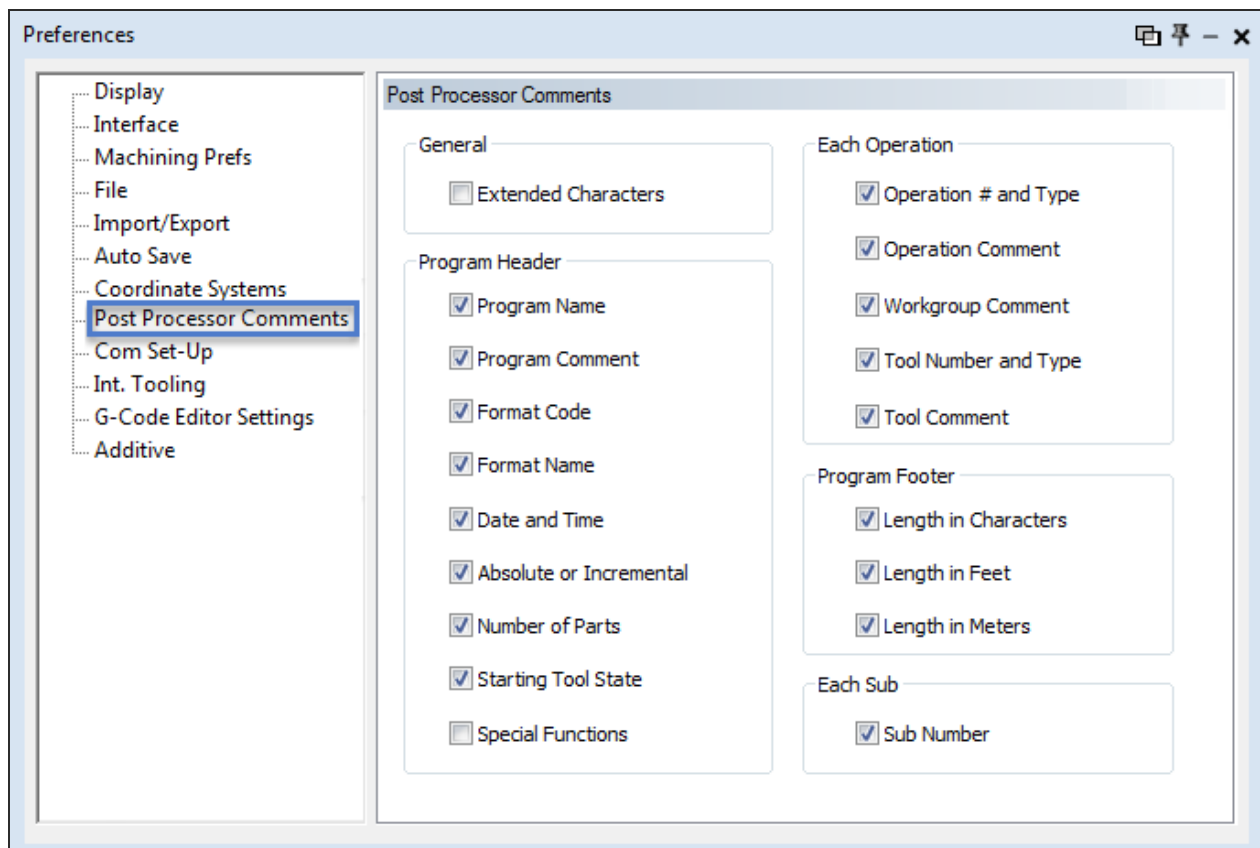 Preferences
Display
Interface
Machining Prefs
File
Import/Export
Auto Save
Coordinate Systems
Post Processor Comments
Com Set-Up
Int. Tooling
G-Code Editor Settings
Additive
Post Processor Comments
General
Extended Characters
Program Header
Program Name
Program Comment
Format Code
Format Name
Date and Time
Absolute or Incremental
Number of Parts
Starting Tool State
Special Functions
Each Operation
Operation # and Type
Operation Comment
Workgroup Comment
Tool Number and Type
Tool Comment
Program Footer
Length in Characters
Length in Feet
Length in Meters
Each Sub
Sub Number